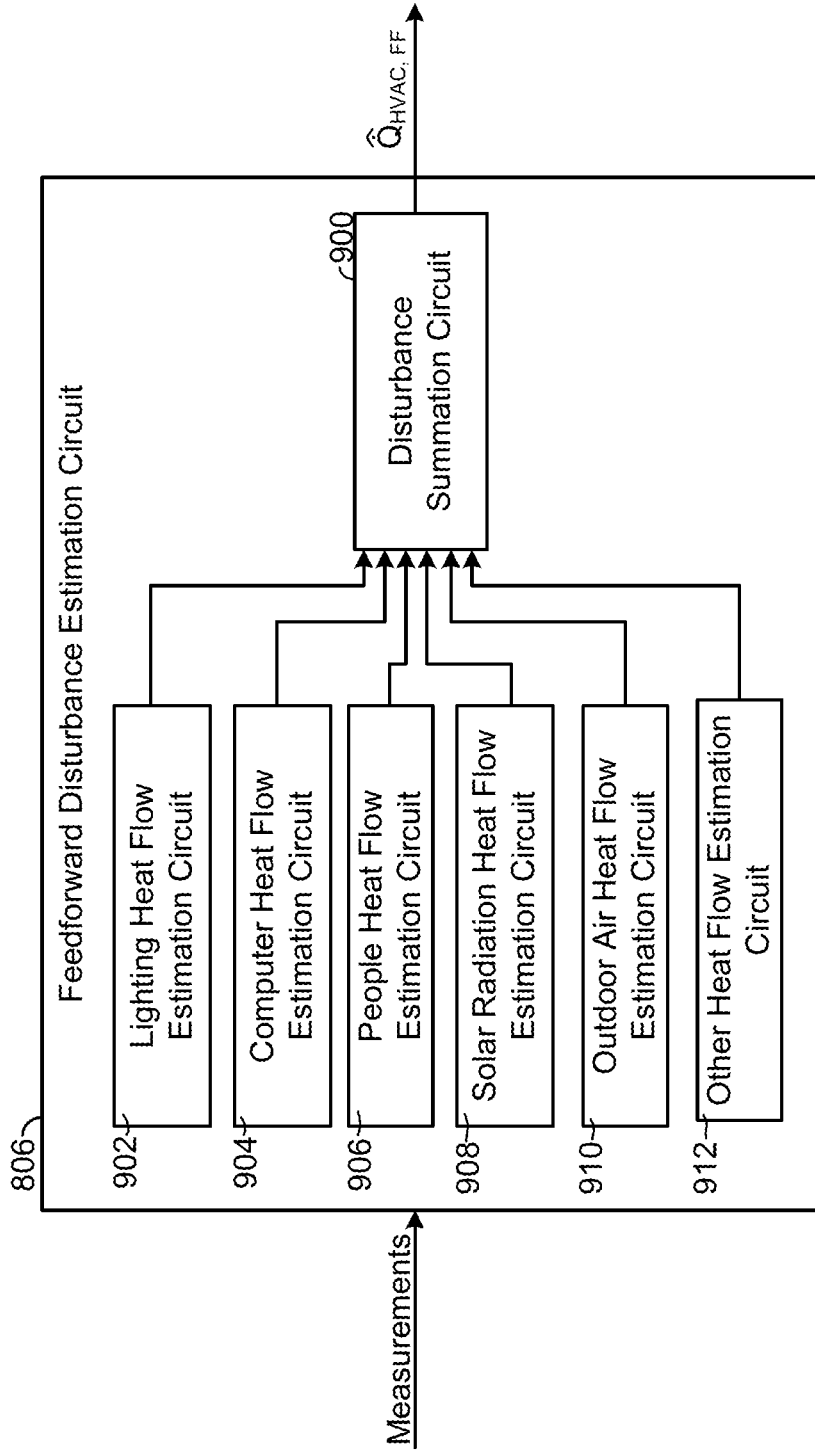 806
Feedforward Disturbance Estimation Circuit
Measurements
902
Lighting Heat Flow
Estimation Circuit
904
Computer Heat Flow
Estimation Circuit
906
People Heat Flow
Estimation Circuit
908
Solar Radiation Heat Flow
Estimation Circuit
910
Outdoor Air Heat Flow
Estimation Circuit
912
Other Heat Flow Estimation
Circuit
900
Disturbance
Summation Circuit
Q̂HVAC, FF